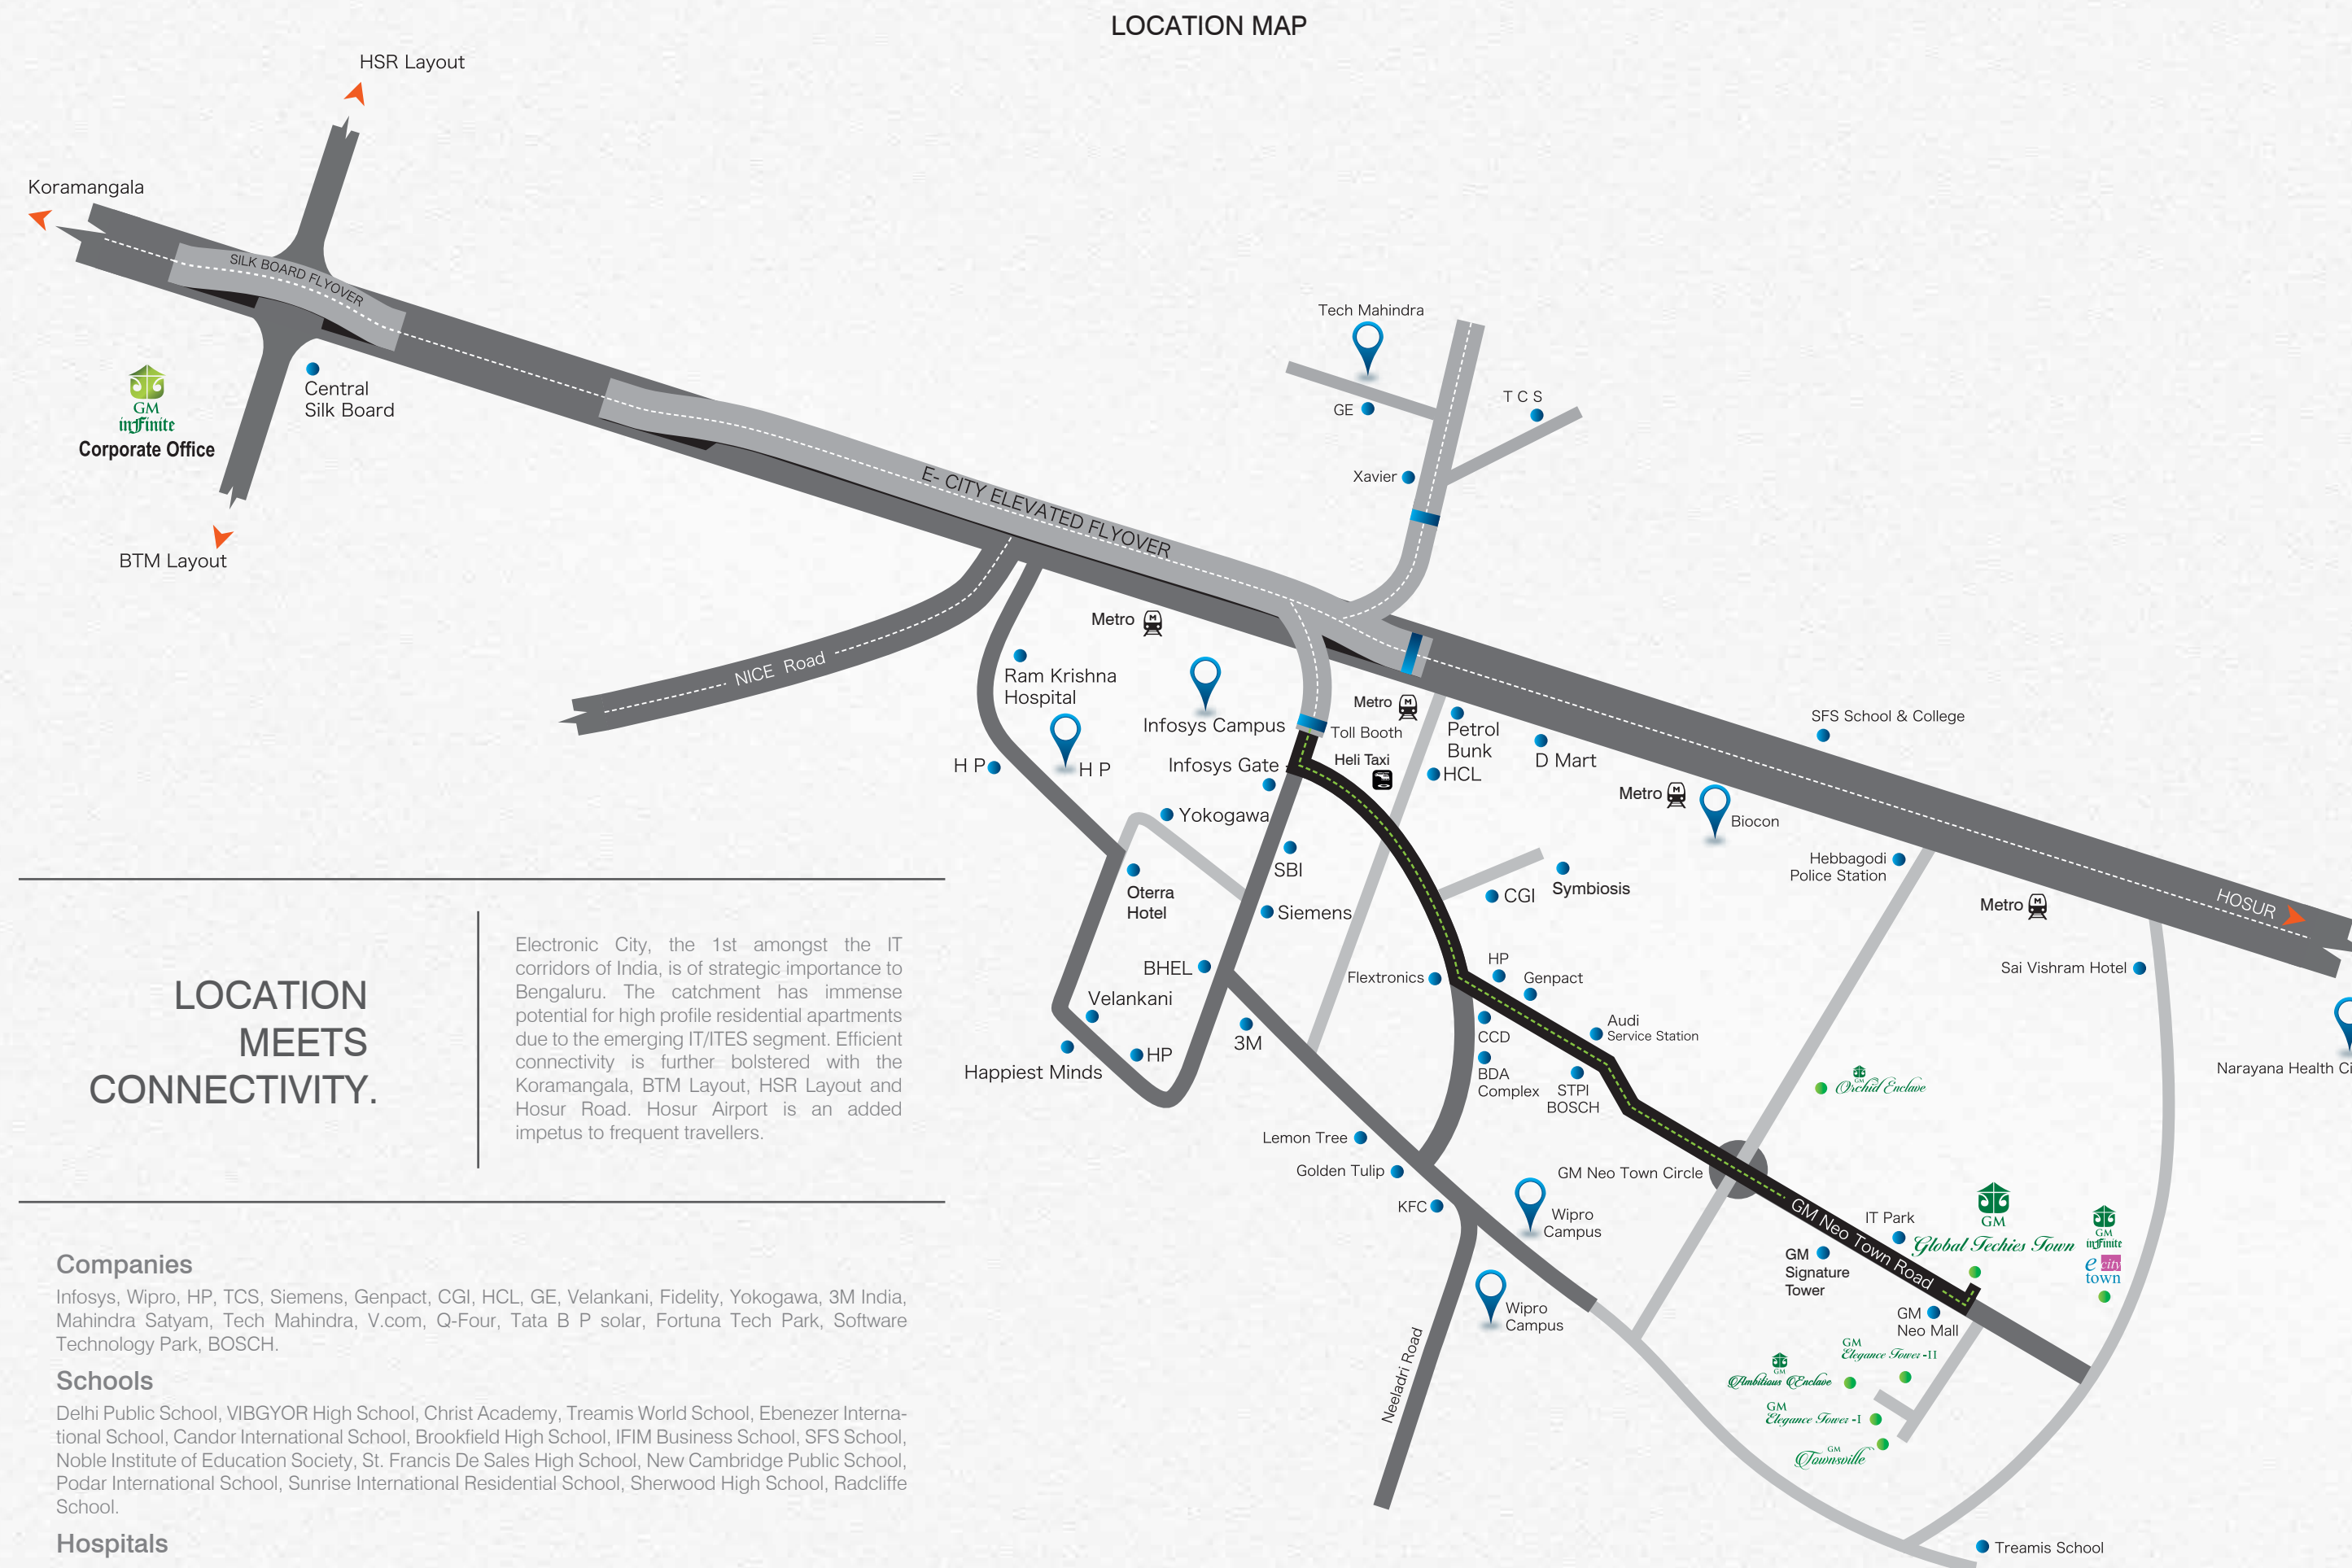 LOCATION MAP
HSR Layout
Koramangala
SILK BOARD FLYOVER
Central
Silk Board
GM
inFinite
Corporate Office
BTM Layout
Tech Mahindra
GE
T C S
Xavier
E- CITY ELEVATED FLYOVER
NICE Road
Metro
Ram Krishna
Hospital
Infosys Campus
H P
H P
Infosys Gate
Yokogawa
Metro
Toll Booth
Heli Taxi
Petrol
Bunk
HCL
D Mart
Metro
Biocon
SFS School & College
Hebbagodi
Police Station
Metro
HOSUR
Sai Vishram Hotel
Narayana Health Ci
SBI
Oterra
Hotel
Siemens
CGI
Symbiosis
BHEL
Velankani
HP
Happiest Minds
3M
Flextronics
HP
Genpact
CCD
Audi
Service Station
BDA
Complex
STPI
BOSCH
GM
Orchid Enclave
Lemon Tree
Golden Tulip
KFC
GM Neo Town Circle
Wipro
Campus
Wipro
Campus
Neeladri Road
GM Neo Town Road
IT Park
GM
Signature
Tower
GM
Global Techies Town
GM
inFinite
e city
town
GM
Neo Mall
GM
Elegance Tower -II
GM
Ambitious Enclave
GM
Elegance Tower -I
GM
Townsville
Treamis School
LOCATION
MEETS
CONNECTIVITY.
Electronic City, the 1st amongst the IT
corridors of India, is of strategic importance to
Bengaluru. The catchment has immense
potential for high profile residential apartments
due to the emerging IT/ITES segment. Efficient
connectivity is further bolstered with the
Koramangala, BTM Layout, HSR Layout and
Hosur Road. Hosur Airport is an added
impetus to frequent travellers.
Companies
Infosys, Wipro, HP, TCS, Siemens, Genpact, CGI, HCL, GE, Velankani, Fidelity, Yokogawa, 3M India,
Mahindra Satyam, Tech Mahindra, V.com, Q-Four, Tata B P solar, Fortuna Tech Park, Software
Technology Park, BOSCH.
Schools
Delhi Public School, VIBGYOR High School, Christ Academy, Treamis World School, Ebenezer Interna-
tional School, Candor International School, Brookfield High School, IFIM Business School, SFS School,
Noble Institute of Education Society, St. Francis De Sales High School, New Cambridge Public School,
Podar International School, Sunrise International Residential School, Sherwood High School, Radcliffe
School.
Hospitals